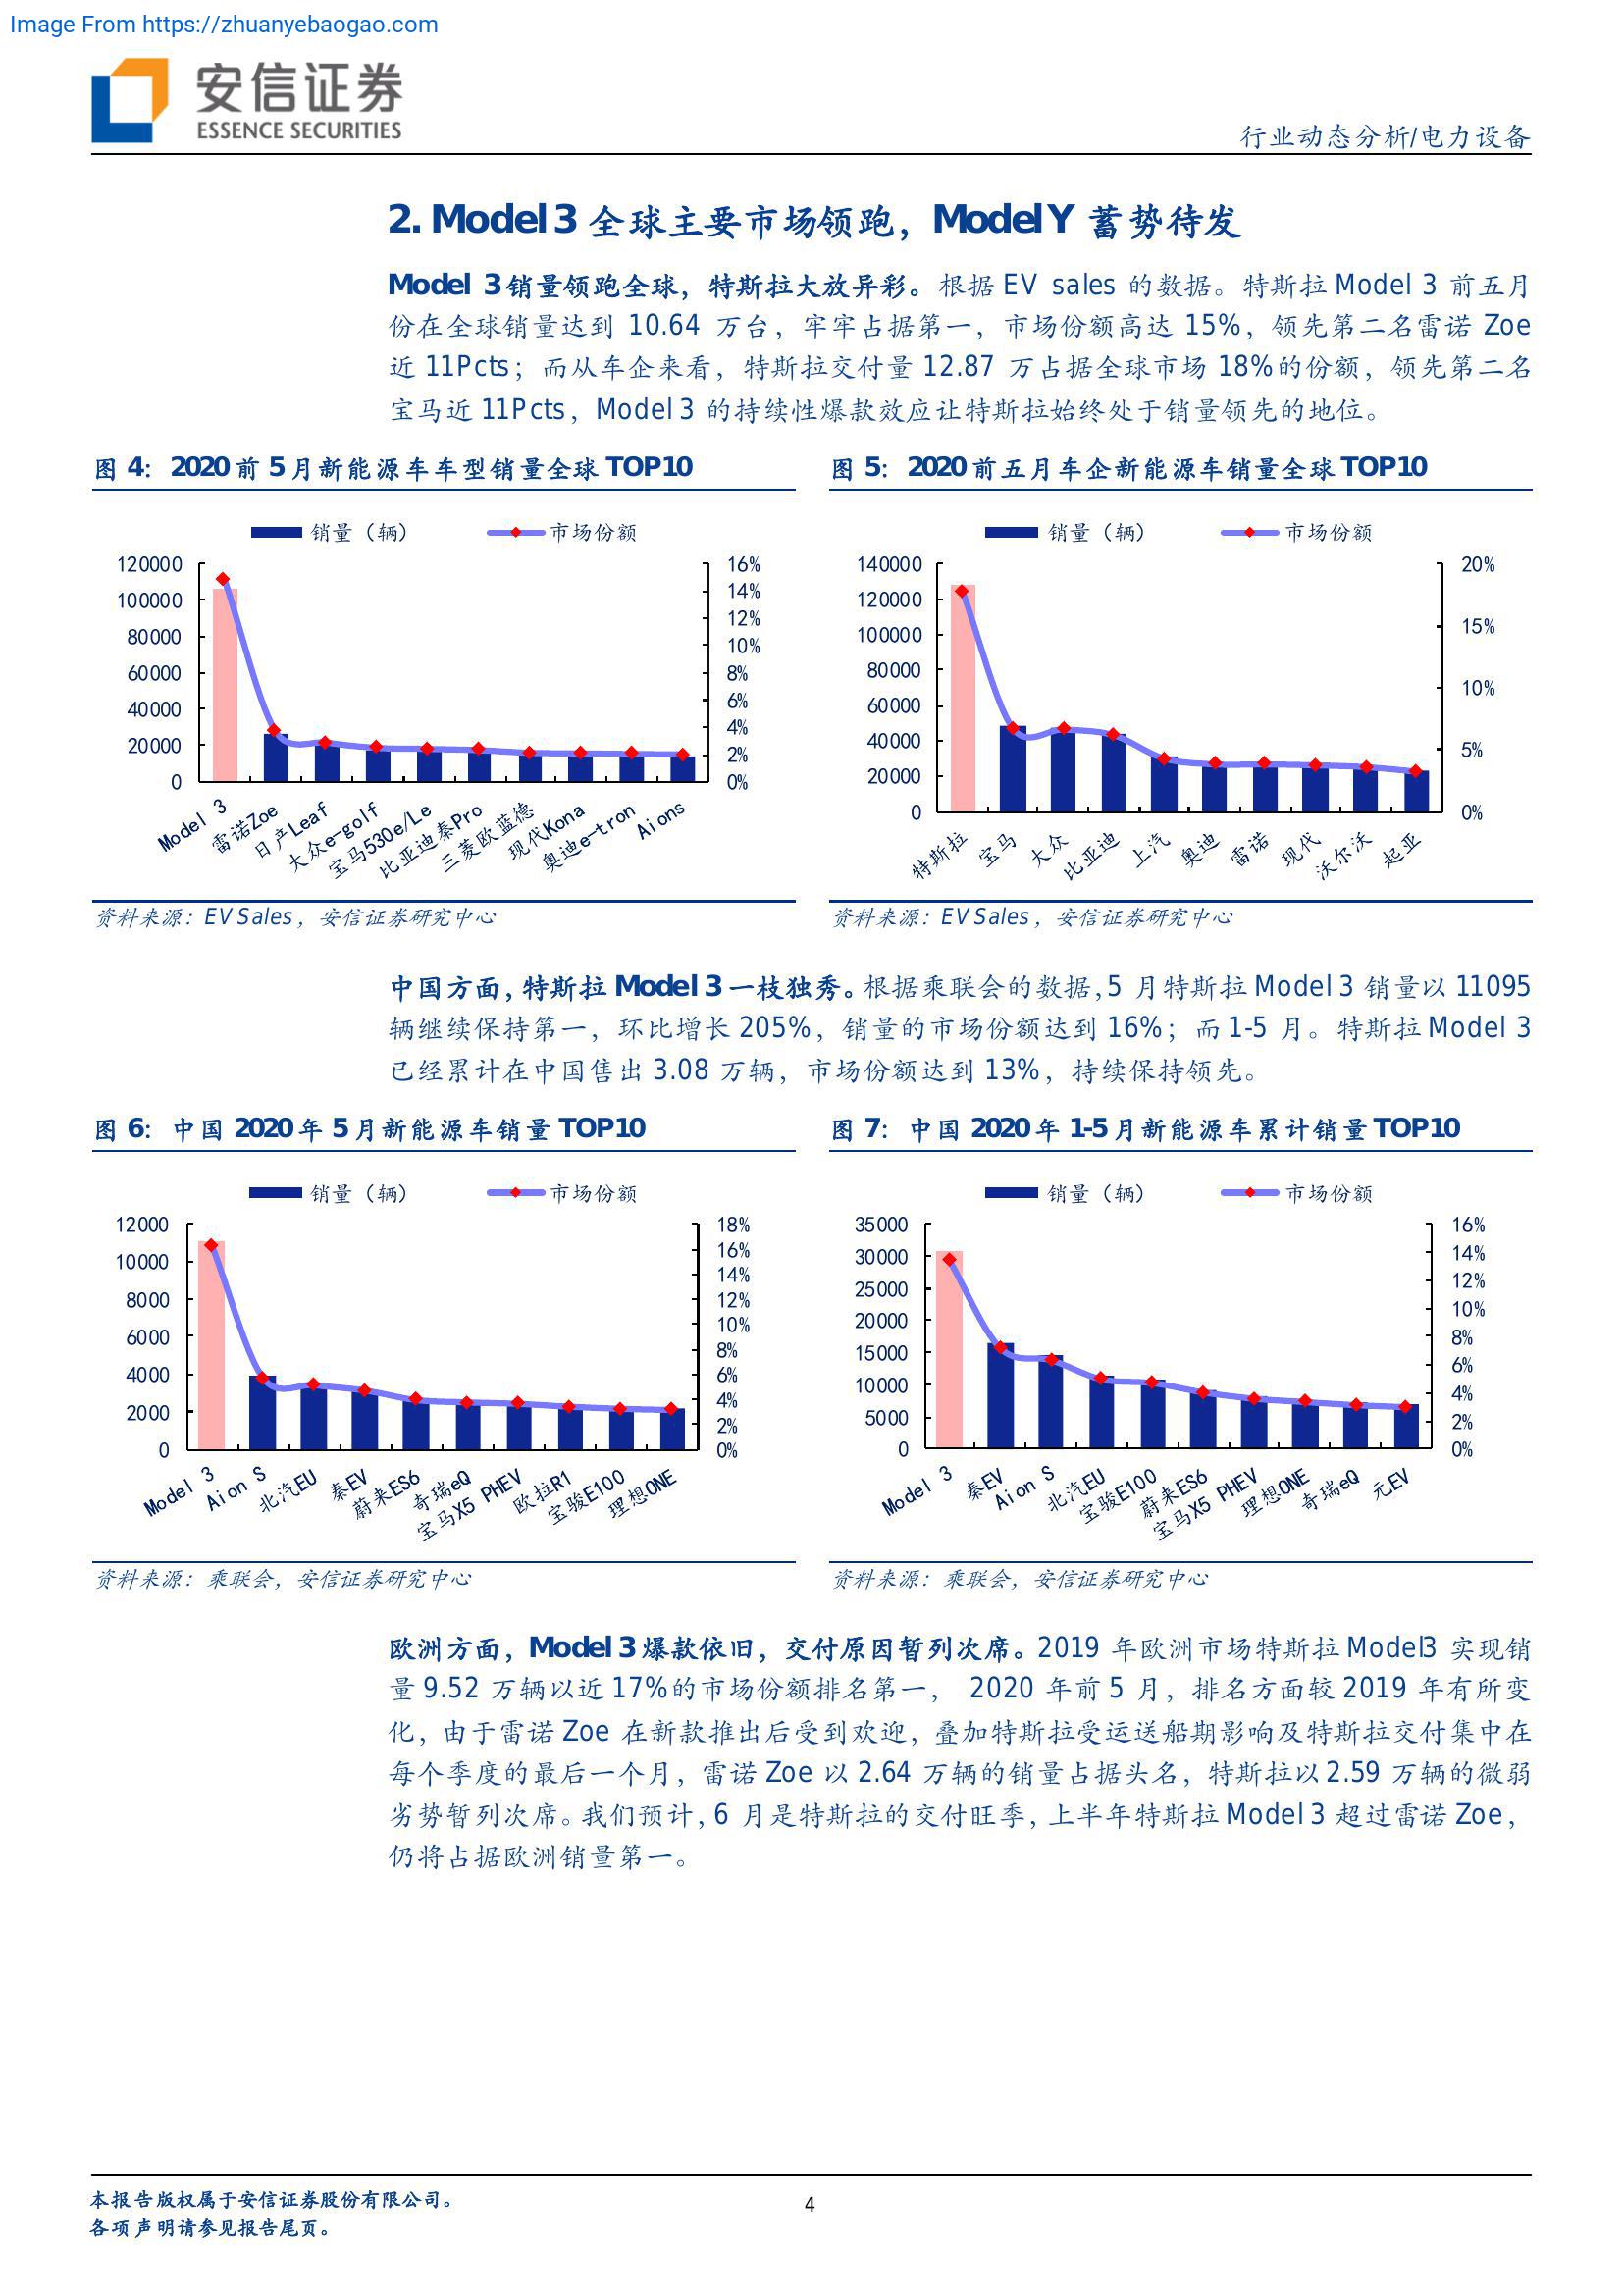 Image From https://zhuanyebaogao.com
安信证券
ESSENCE SECURITIES
行业动态分析/电力设备
2. Model 3 全球主要市场领跑，Model Y 蓄势待发
Model 3 销量领跑全球，特斯拉大放异彩。根据 EV sales 的数据。特斯拉 Model 3 前五月
份在全球销量达到 10.64 万台，牢牢占据第一，市场份额高达 15%，领先第二名雷诺 Zoe
近 11Pcts；而从车企来看，特斯拉交付量 12.87 万占据全球市场 18%的份额，领先第二名
宝马近 11Pcts，Model 3 的持续性爆款效应让特斯拉始终处于销量领先的地位。
图 4：2020 前 5 月新能源车车型销量全球 TOP10
销量（辆）
市场份额
120000
100000
80000
60000
40000
20000
0
16%
14%
12%
10%
8%
6%
4%
2%
0%
Model 3
雷诺Zoe
日产Leaf
大众e-golf
宝马530e/Le
比亚迪秦Pro
三菱欧蓝德
现代Kona
奥迪e-tron
Aions
资料来源：EV Sales，安信证券研究中心
图 5：2020 前五月车企新能源车销量全球 TOP10
销量（辆）
市场份额
140000
120000
100000
80000
60000
40000
20000
0
20%
15%
10%
5%
0%
特斯拉
宝马
大众
比亚迪
上汽
奥迪
雷诺
现代
沃尔沃
起亚
资料来源：EV Sales，安信证券研究中心
中国方面，特斯拉 Model 3 一枝独秀。根据乘联会的数据，5 月特斯拉 Model 3 销量以 11095
辆继续保持第一，环比增长 205%，销量的市场份额达到 16%；而 1-5 月。特斯拉 Model 3
已经累计在中国售出 3.08 万辆，市场份额达到 13%，持续保持领先。
图 6：中国 2020 年 5 月新能源车销量 TOP10
销量（辆）
市场份额
12000
10000
8000
6000
4000
2000
0
18%
16%
14%
12%
10%
8%
6%
4%
2%
0%
Model 3
Aion S
北汽EU
秦EV
蔚来ES6
奇瑞eQ
宝马X5 PHEV
欧拉R1
宝骏E100
理想ONE
资料来源：乘联会，安信证券研究中心
图 7：中国 2020 年 1-5 月新能源车累计销量 TOP10
销量（辆）
市场份额
35000
30000
25000
20000
15000
10000
5000
0
16%
14%
12%
10%
8%
6%
4%
2%
0%
Model 3
秦EV
Aion S
北汽EU
宝骏E100
蔚来ES6
宝马X5 PHEV
理想ONE
奇瑞eQ
元EV
资料来源：乘联会，安信证券研究中心
欧洲方面，Model 3 爆款依旧，交付原因暂列次席。2019 年欧洲市场特斯拉 Model3 实现销
量 9.52 万辆以近 17%的市场份额排名第一， 2020 年前 5 月，排名方面较 2019 年有所变
化，由于雷诺 Zoe 在新款推出后受到欢迎，叠加特斯拉受运送船期影响及特斯拉交付集中在
每个季度的最后一个月，雷诺 Zoe 以 2.64 万辆的销量占据头名，特斯拉以 2.59 万辆的微弱
劣势暂列次席。我们预计，6 月是特斯拉的交付旺季，上半年特斯拉 Model 3 超过雷诺 Zoe，
仍将占据欧洲销量第一。
本报告版权属于安信证券股份有限公司。
4
各项声明请参见报告尾页。